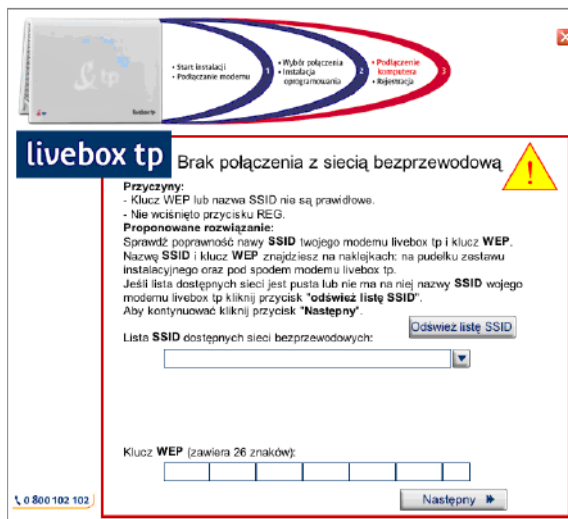 • Start instalacji
• Podłączanie modemu
1
• Wybór połączenia
• Instalacja
oprogramowania
2
• Podłączenie
komputera
• Rejestracja
3
tp
livebox tp
livebox tp
Brak połączenia z siecią bezprzewodową
Przyczyny:
- Klucz WEP lub nazwa SSID nie są prawidłowe.
- Nie wciśnięto przycisku REG.
Proponowane rozwiązanie:
Sprawdź poprawność nawy SSID twojego modemu livebox tp i klucz WEP.
Nazwę SSID i klucz WEP znajdziesz na naklejkach: na pudełku zestawu
instalacyjnego oraz pod spodem modemu livebox tp.
Jeśli lista dostępnych sieci jest pusta lub nie ma na niej nazwy SSID wojego
modemu livebox tp kliknij przycisk "odśwież listę SSID".
Aby kontynuować kliknij przycisk "Następny".
Odśwież listę SSID
Lista SSID dostępnych sieci bezprzewodowych:
Klucz WEP (zawiera 26 znaków):
0 800 102 102
Następny